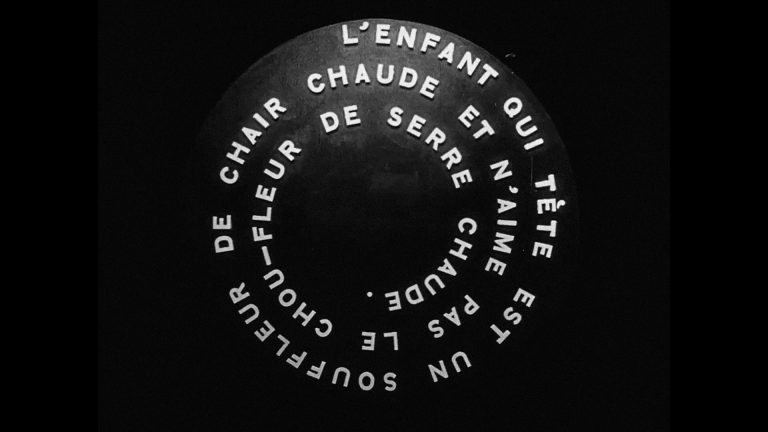 L'ENFANT QUI TÈTE EST UN SOUFFLEUR DE CHAIR CHAUDE ET N'AIME PAS LE CHOU-FLEUR DE SERRE CHAUDE.